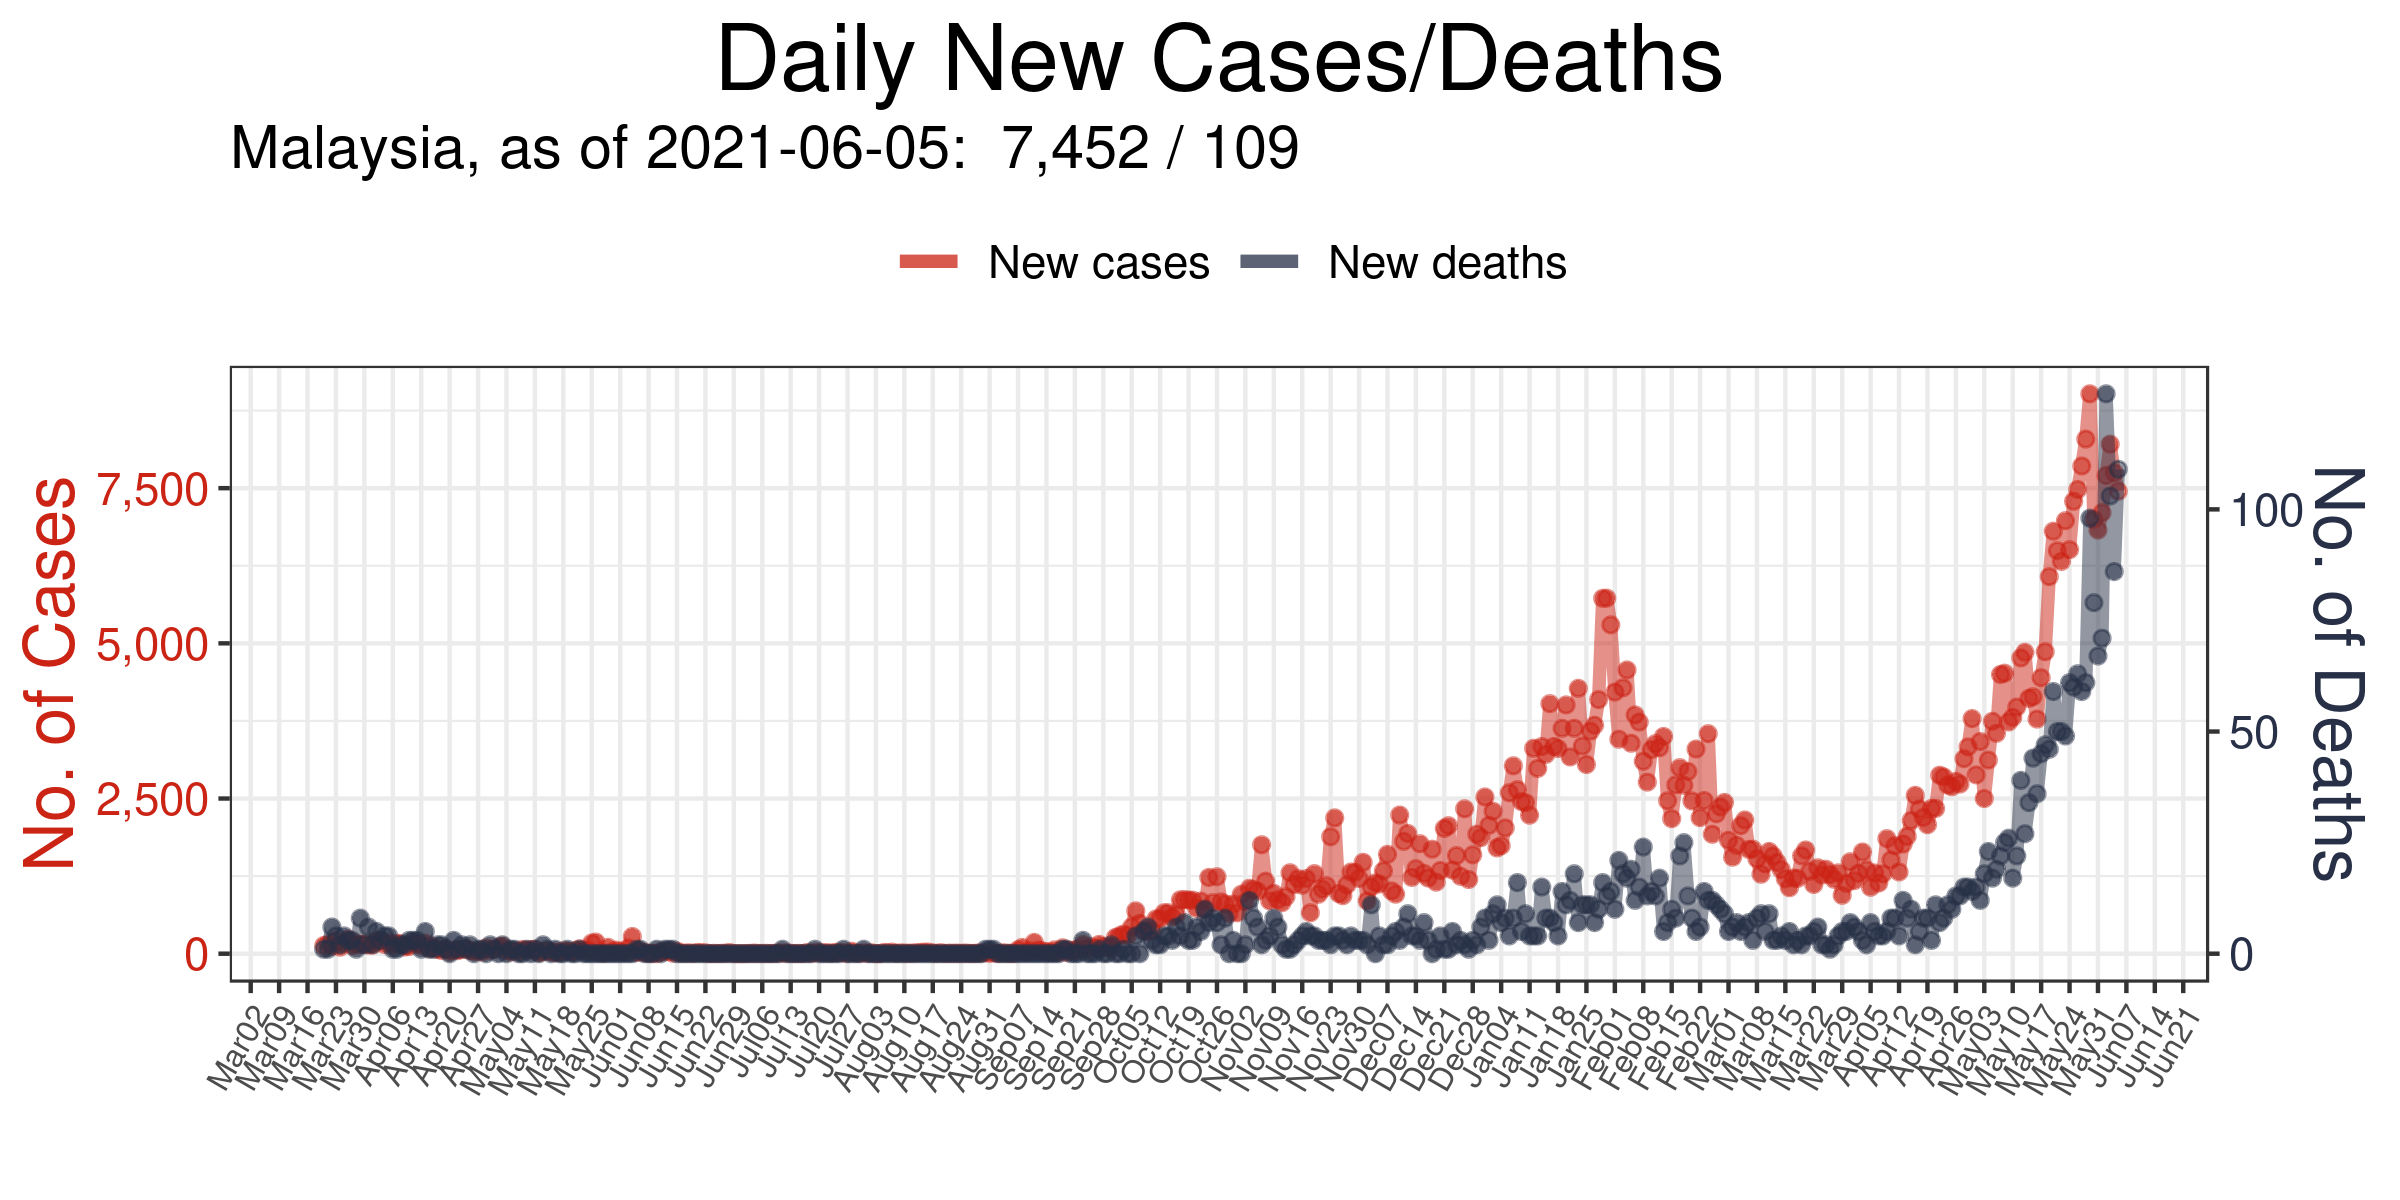 Daily New Cases/Deaths
Malaysia, as of 2021-06-05:  7,452 / 109
New cases
New deaths
No. of Cases
7,500
5,000
2,500
0
100
50
0
No. of Deaths
Mar02
Mar09
Mar16
Mar23
Mar30
Apr06
Apr13
Apr20
Apr27
May04
May11
May18
May25
Jun01
Jun08
Jun15
Jun22
Jun29
Jul06
Jul13
Jul20
Jul27
Aug03
Aug10
Aug17
Aug24
Aug31
Sep07
Sep14
Sep21
Sep28
Oct05
Oct12
Oct19
Oct26
Nov02
Nov09
Nov16
Nov23
Nov30
Dec07
Dec14
Dec21
Dec28
Jan04
Jan11
Jan18
Jan25
Feb01
Feb08
Feb15
Feb22
Mar01
Mar08
Mar15
Mar22
Mar29
Apr05
Apr12
Apr19
Apr26
May03
May10
May17
May24
May31
Jun07
Jun14
Jun21